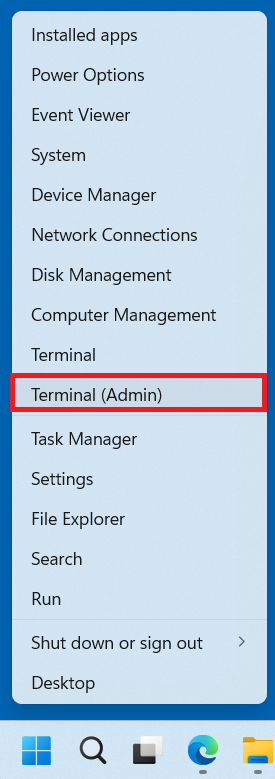 Installed apps
Power Options
Event Viewer
System
Device Manager
Network Connections
Disk Management
Computer Management
Terminal
Terminal (Admin)
Task Manager
Settings
File Explorer
Search
Run
Shut down or sign out
Desktop